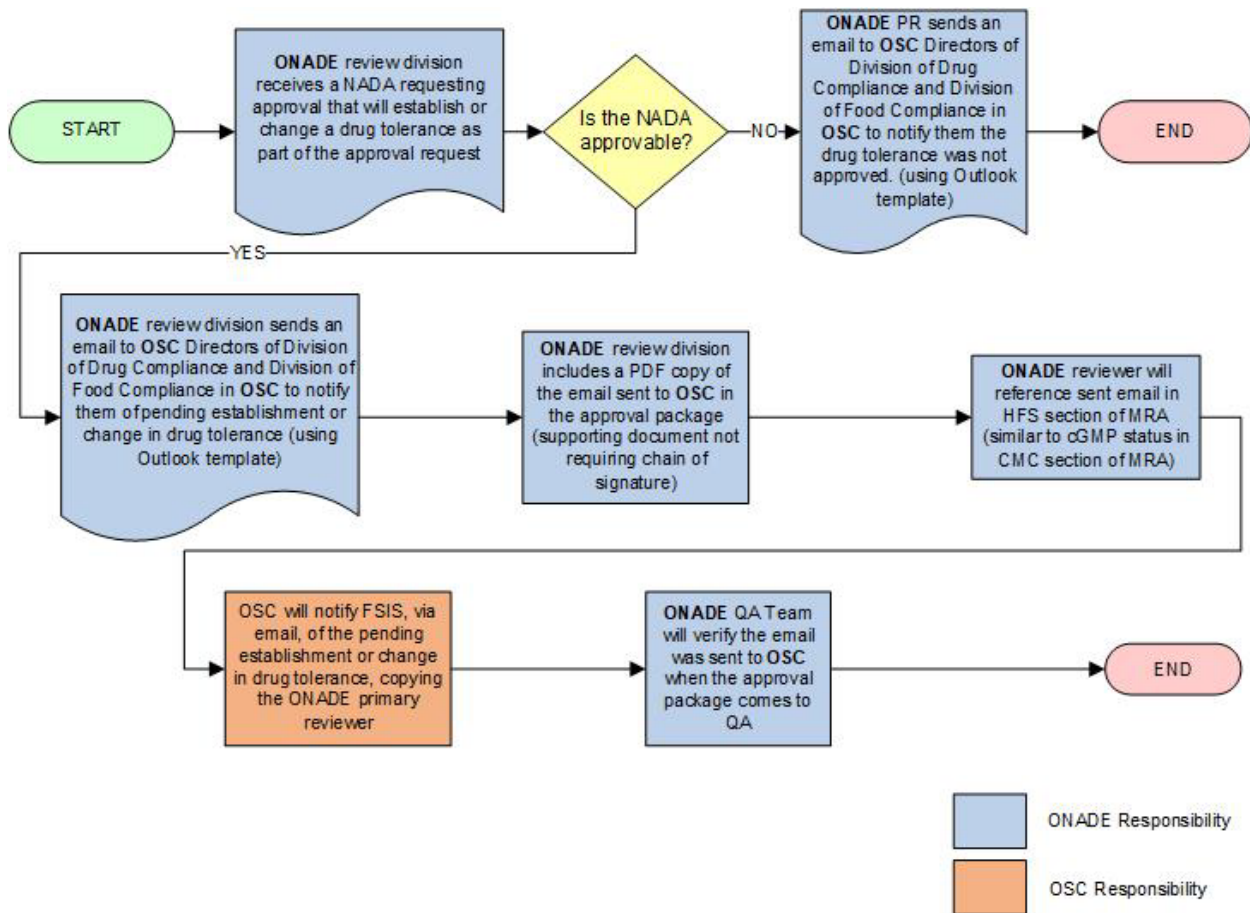 START
ONADE review division
receives a NADA requesting
approval that will establish or
change a drug tolerance as
part of the approval request
Is the NADA
approvable?
NO
ONADE PR sends an
email to OSC Directors of
Division of Drug
Compliance and Division
of Food Compliance in
OSC to notify them the
drug tolerance was not
approved. (using Outlook
template)
END
YES
ONADE review division sends an
email to OSC Directors of Division
of Drug Compliance and Division of
Food Compliance in OSC to notify
them of pending establishment or
change in drug tolerance (using
Outlook template)
ONADE review division
includes a PDF copy of
the email sent to OSC in
the approval package
(supporting document not
requiring chain of
signature)
ONADE reviewer will
reference sent email in
HFS section of MRA
(similar to cGMP status in
CMC section of MRA)
OSC will notify FSIS, via
email, of the pending
establishment or change
in drug tolerance, copying
the ONADE primary
reviewer
ONADE QA Team
will verify the email
was sent to OSC
when the approval
package comes to
QA
END
ONADE Responsibility
OSC Responsibility